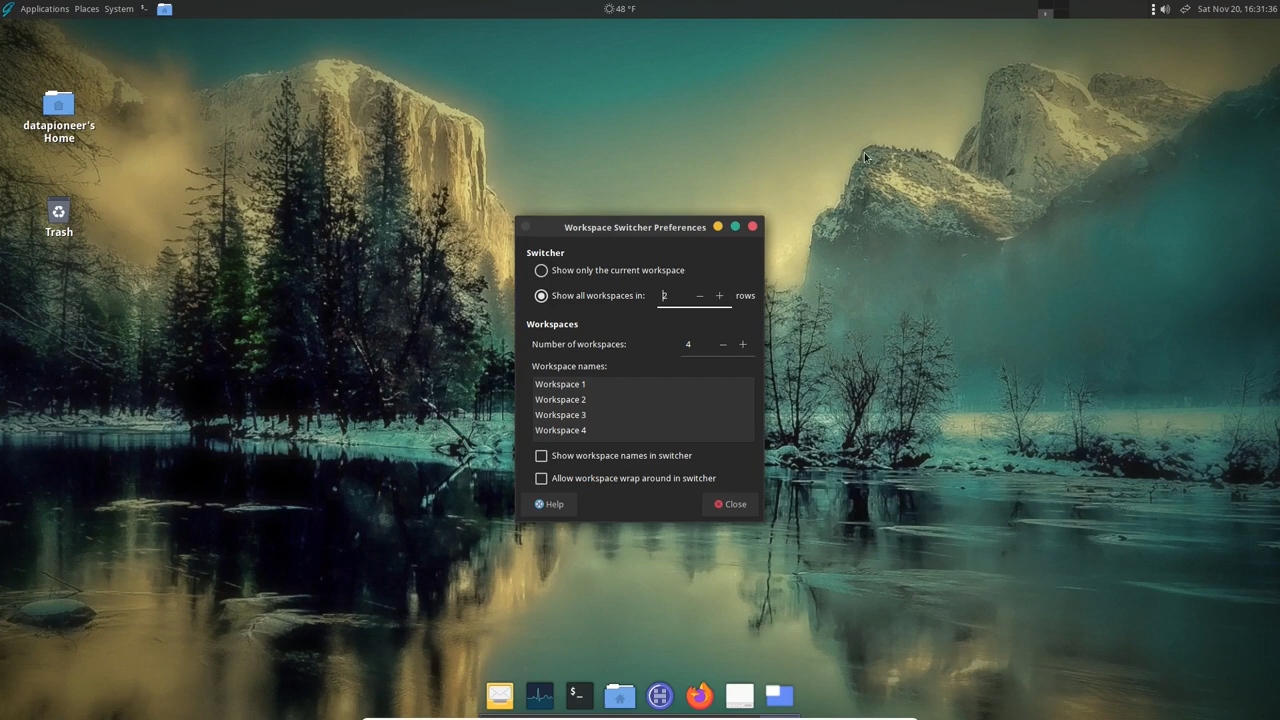 Applications Places System
48 °F
Sat Nov 20, 16:31:36
datapioneer's
Home
Trash
Workspace Switcher Preferences
Switcher
Show only the current workspace
Show all workspaces in: 2 rows
Workspaces
Number of workspaces: 4
Workspace names:
Workspace 1
Workspace 2
Workspace 3
Workspace 4
Show workspace names in switcher
Allow workspace wrap around in switcher
Help Close